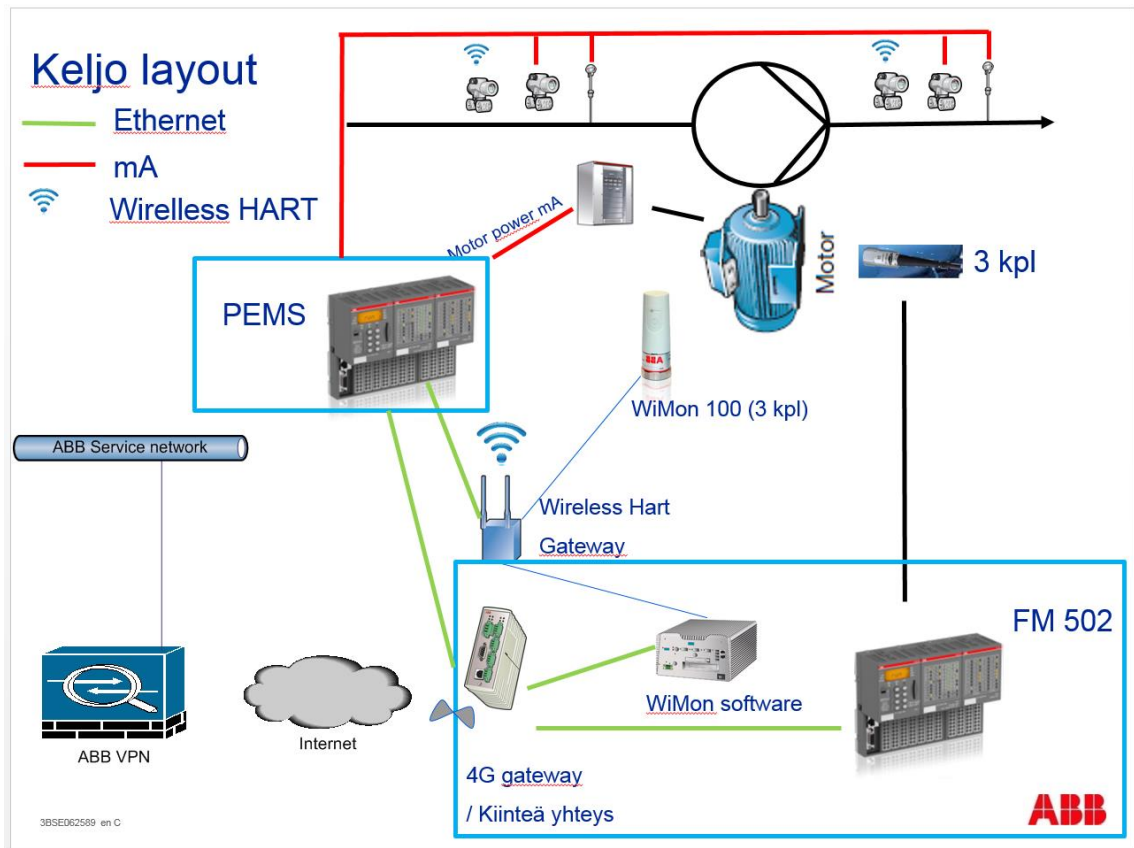 Keljo layout
Ethernet
mA
Wirelless HART
Motor power mA
PEMS
Motor
3 kpl
WiMon 100 (3 kpl)
ABB Service network
Wireless Hart
Gateway
FM 502
WiMon software
Internet
ABB VPN
4G gateway
/ Kiinteä yhteys
3BSE062589 en C
ABB